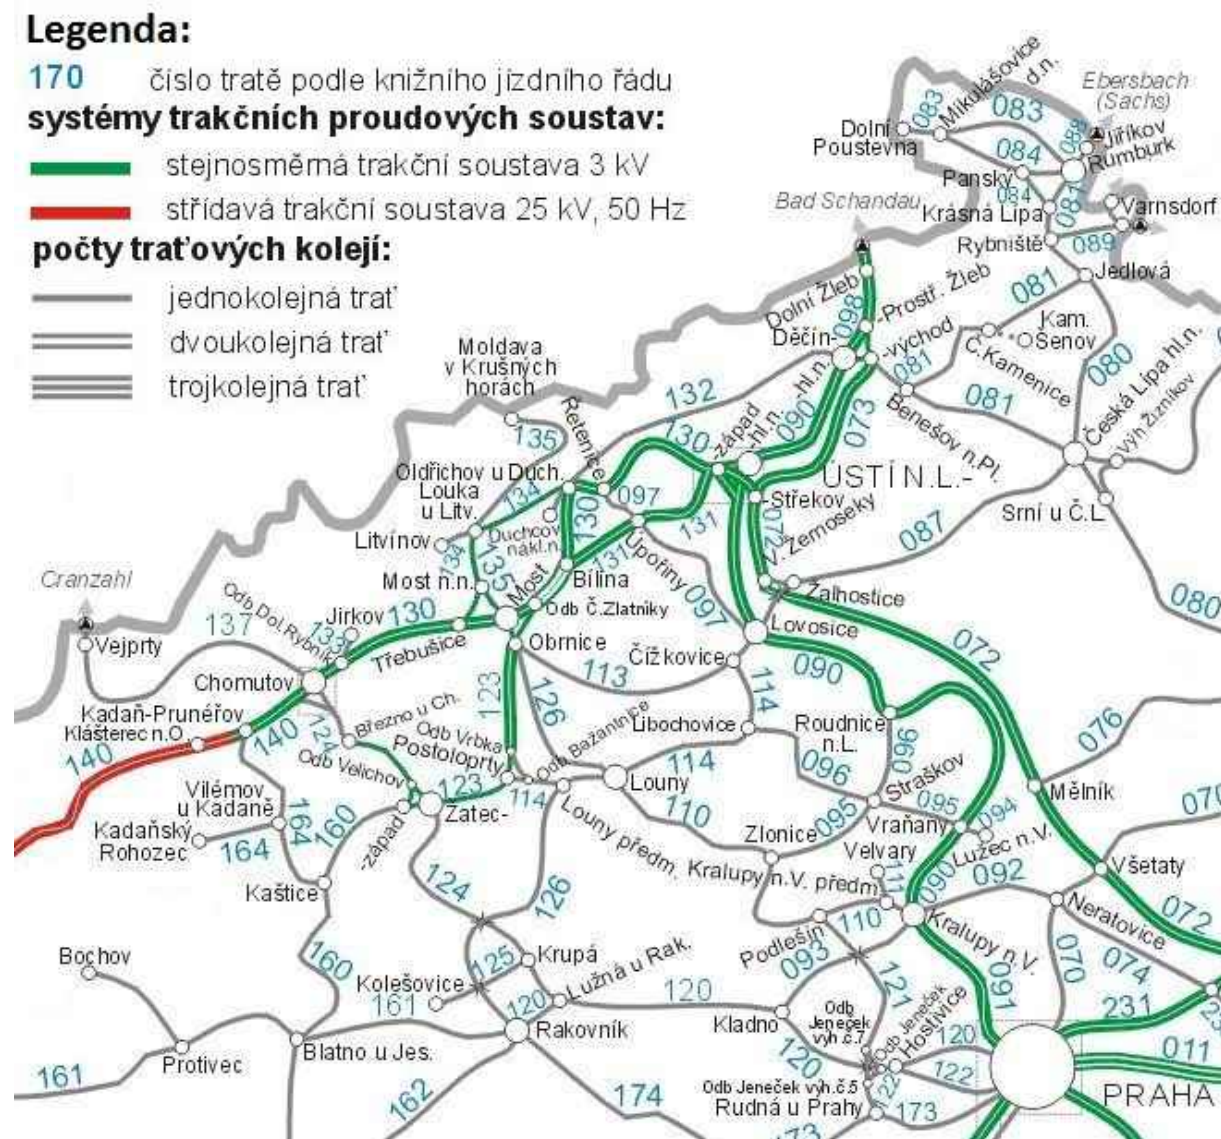 Legenda:
170 číslo tratě podle knižního jízdního řádu
systémy trakčních proudových soustav:
stejnosměrná trakční soustava 3 kV
střídavá trakční soustava 25 kV, 50 Hz
počty traťových kolejí:
jednokolejná trať
dvoukolejná trať
trojkolejná trať
Mikulášovice
d.n.
083
083
Ebersbach
(Sachs)
Dolní
Poustevna
088
Jiříkov
Rumburk
084
Panský
084
081
Bad Schandau
Krásná Lípa
Varnsdorf
Rybniště
089
Jedlová
Dolní Žleb
098
-Prostř. Žleb
081
Děčín-
-východ
-hl.n.
Kam.
Šenov
Č.Kamenice
081
080
Moldava
v Krušných
horách
132
090
073
Benešov n.Pl.
081
Česká Lípa hl.n.
výh Žizníkov
135
Řetenice
130
-západ
-hl.n.
ÚSTÍ N.L.-
Oldřichov u Duch.
Louka
u Litv.
134
097
-Střekov
Srní u Č.L.
Litvínov
134
Duchcov
nákl.n.
130
131
072
V. Žernoseky
087
135
131
Úpořiny
Cranzahl
Most n.n.
Most
Bílina
Odb Č.Zlatníky
097
Žalhostice
080
Odb Dol.Rybník
Jirkov
130
137
133
Vejprty
Třebušice
Obrnice
Lovosice
072
Čížkovice
090
Chomutov
113
123
126
114
Kadaň-Prunéřov
Klášterec n.O.
140
140
124
Březno u Ch.
Odb Vrbka
Odb Bažantnice
Libochovice
Roudnice
n.L.
076
Postoloprty
Odb Velichov
114
096
096
Straškov
Vilémov
u Kadaně
123
114
Louny
Mělník
070
160
Žatec-
Louny předm.
110
095
095
094
Kadaňský
Rohozec
164
164
-západ
Zlonice
Vraňany
Lužec n.V.
Velvary
Všetaty
Kaštice
124
126
Kralupy n.V. předm.
111
090
092
110
Kralupy n.V.
Neratovice
072
Bochov
160
Krupá
125
Lužná u Rak.
Podlešín
093
091
070
074
Kolešovice
161
120
120
121
231
Kladno
Odb
Jeneček
výh.č.7
Odb Jeneček
Hostivice
120
Rakovník
Protivec
Blatno u Jes.
120
122
011
161
162
174
Odb Jeneček výh.č.5
122
PRAHA
Rudná u Prahy
173
173